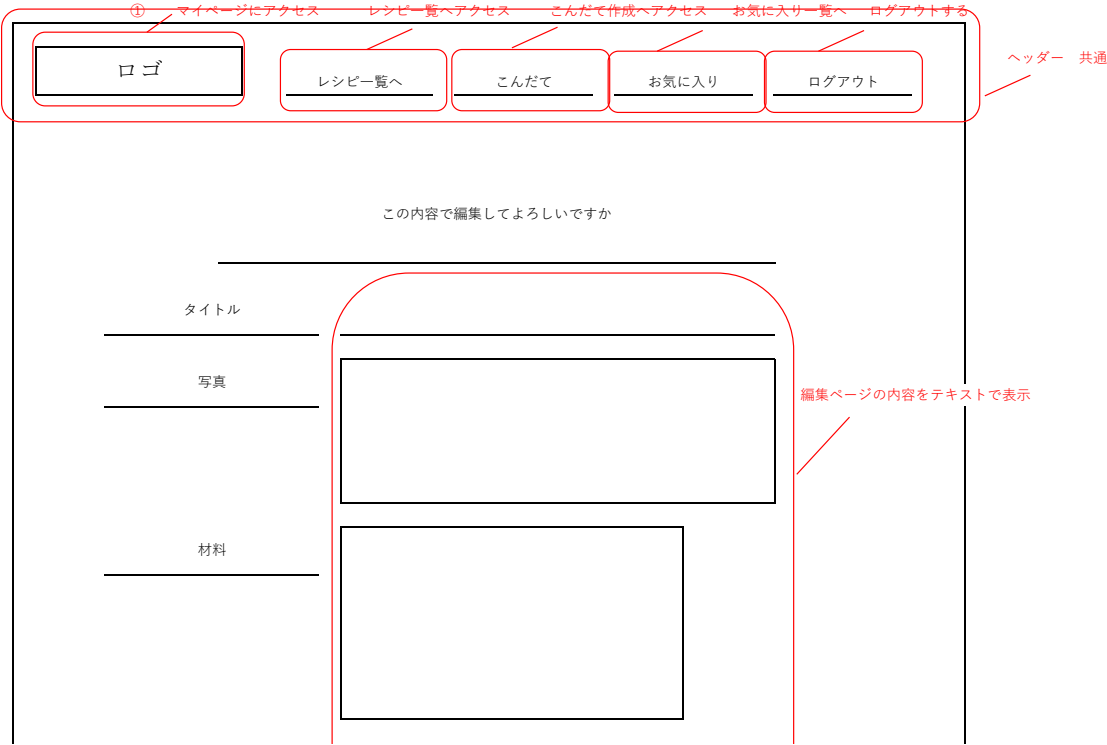 ① マイページにアクセス レシピ一覧へアクセス こんだて作成へアクセス お気に入り一覧へ ログアウトする
ヘッダー 共通
ロゴ レシピ一覧へ こんだて お気に入り ログアウト
この内容で編集してよろしいですか
タイトル
写真
編集ページの内容をテキストで表示
材料